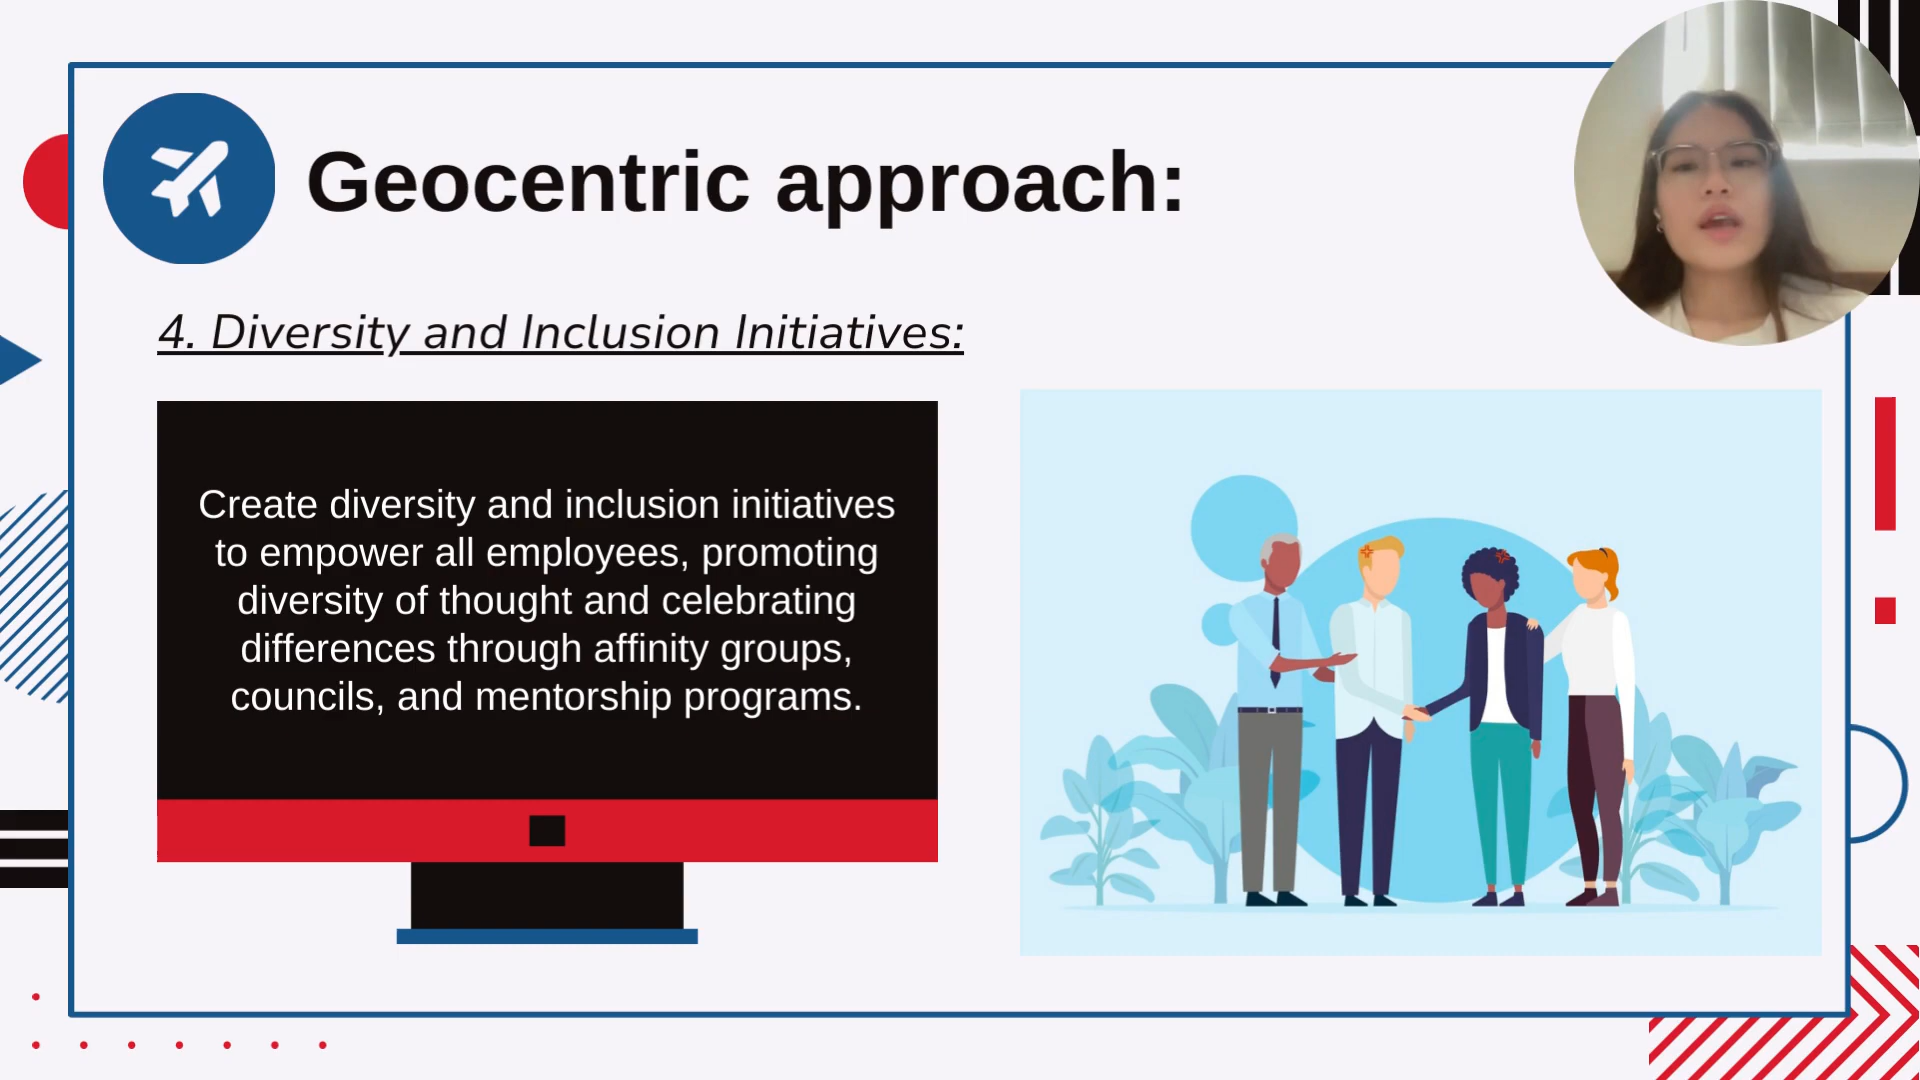 Geocentric approach:
4. Diversity and Inclusion Initiatives:
Create diversity and inclusion initiatives
to empower all employees, promoting
diversity of thought and celebrating
differences through affinity groups,
councils, and mentorship programs.